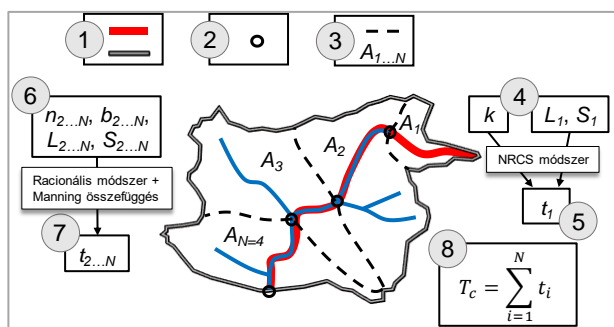 1
2
3
A1…N
6
n2…N, b2…N,
L2…N, S2…N
Racionális módszer +
Manning összefüggés
7
t2…N
A1
A2
A3
AN=4
4
k
L1, S1
NRCS módszer
t1
5
8
Tc = ∑ i=1 N ti